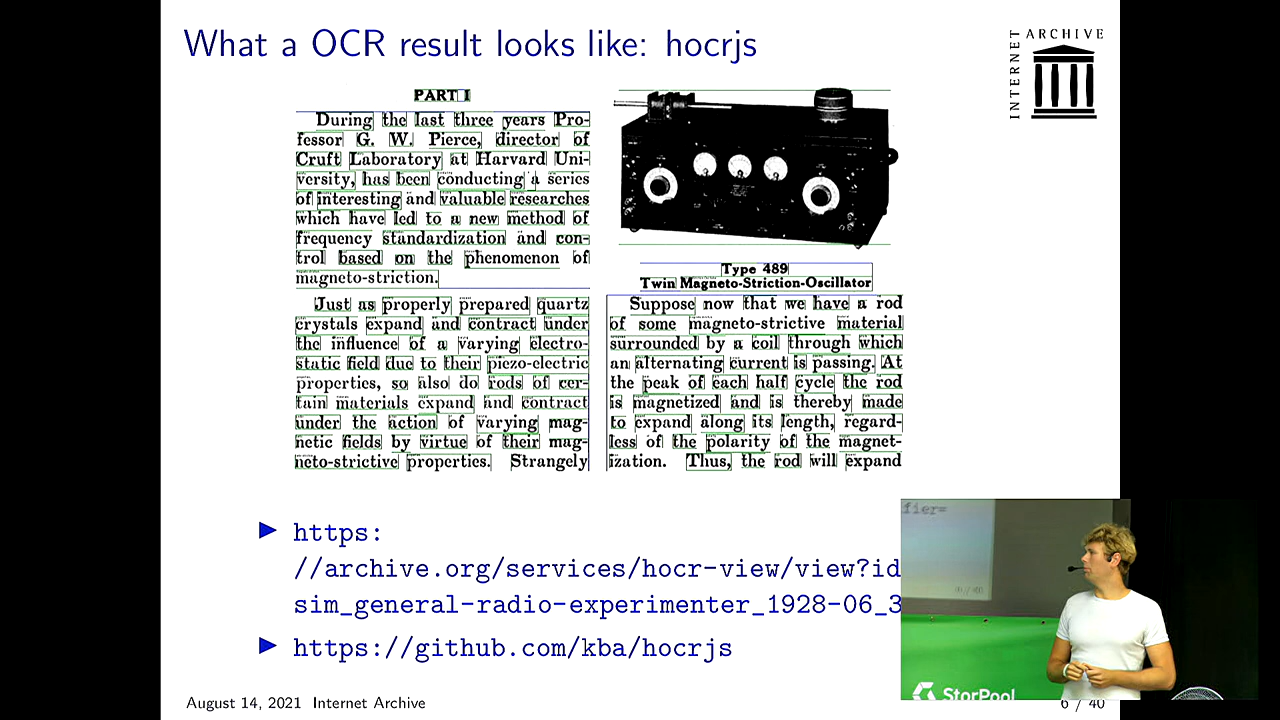 What a OCR result looks like: hocrjs
INTERNET ARCHIVE
PART I
During the last three years Pro-
fessor G. W. Pierce, director of
Cruft Laboratory at Harvard Uni-
versity, has been conducting a series
of interesting and valuable researches
which have led to a new method of
frequency standardization and con-
trol based on the phenomenon of
magneto-striction.
Just as properly prepared quartz
crystals expand and contract under
the influence of a varying electro-
static field due to their piezo-electric
properties, so also do rods of cer-
tain materials expand and contract
under the action of varying mag-
netic fields by virtue of their mag-
neto-strictive properties. Strangely
Type 489
Twin Magneto-Striction-Oscillator
Suppose now that we have a rod
of some magneto-strictive material
surrounded by a coil through which
an alternating current is passing. At
the peak of each half cycle the rod
is magnetized and is thereby made
to expand along its length, regard-
less of the polarity of the magnet-
ization. Thus, the rod will expand
https:
//archive.org/services/hocr-view/view?id
sim_general-radio-experimenter_1928-06_3
https://github.com/kba/hocrjs
fier=
StorPool
August 14, 2021 Internet Archive
6 / 40